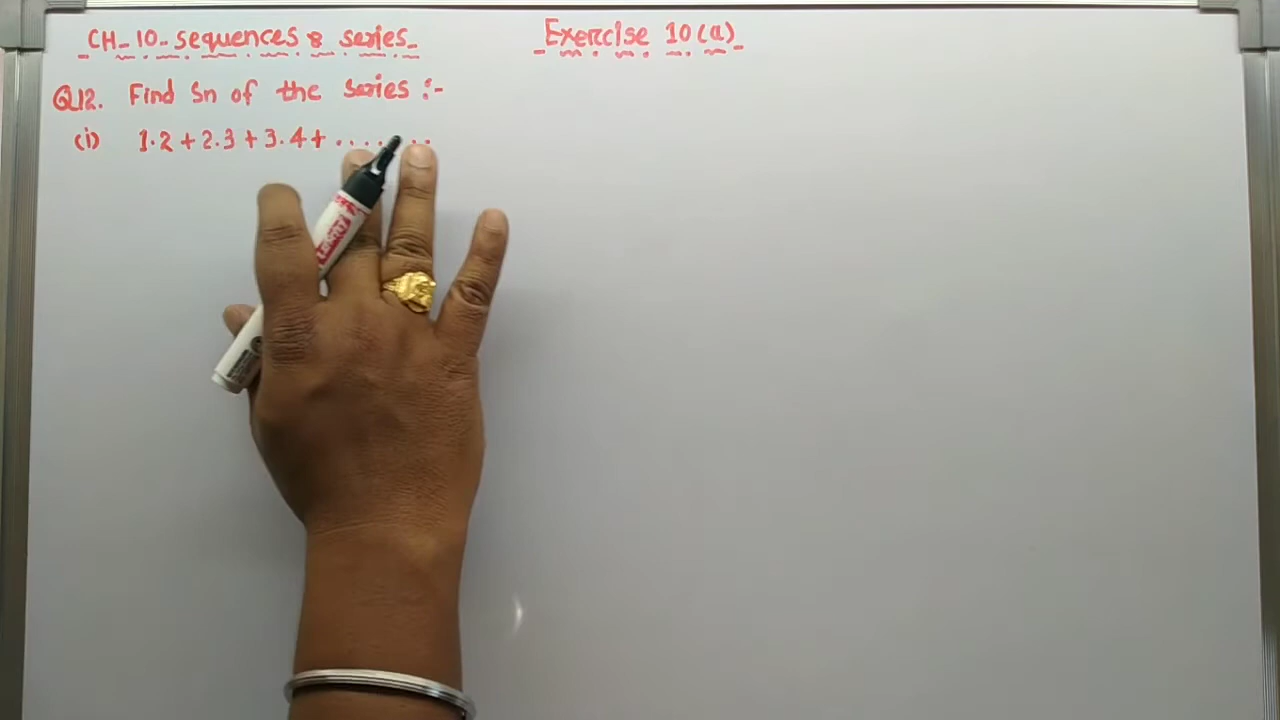 CH-10-sequences & series-
Exercise 10(a)
Q12. Find Sn of the series :-
(i) 1.2 + 2.3 + 3.4 + ........